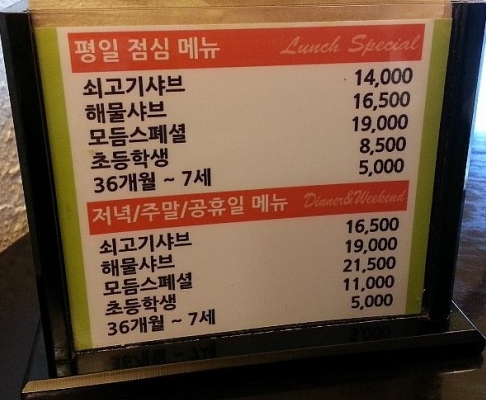 평일 점심 메뉴 Lunch Special
쇠고기샤브 14,000
해물샤브 16,500
모듬스페셜 19,000
초등학생 8,500
36개월 ~ 7세 5,000
저녁/주말/공휴일 메뉴 Dinner&Weekend
쇠고기샤브 16,500
해물샤브 19,000
모듬스페셜 21,500
초등학생 11,000
36개월 ~ 7세 5,000